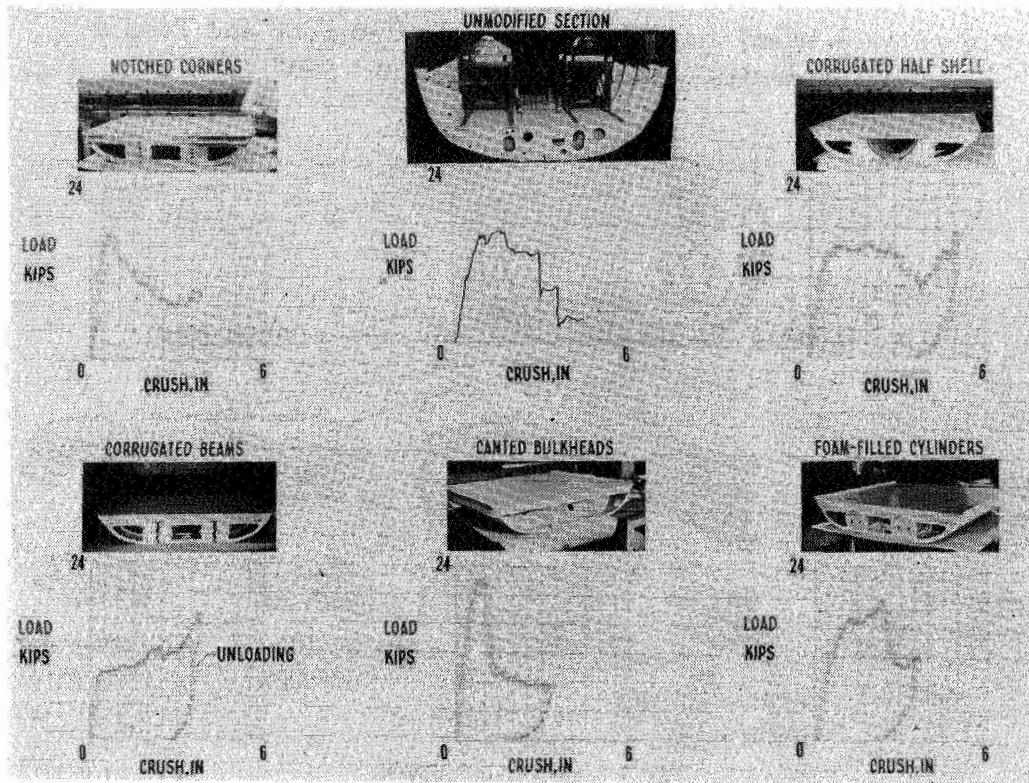 UNMODIFIED SECTION
NOTCHED CORNERS
CORRUGATED HALF SHELL
24
24
24
LOAD
KIPS
LOAD
KIPS
LOAD
KIPS
0
6
CRUSH,IN
0
6
CRUSH,IN
0
6
CRUSH,IN
CORRUGATED BEAMS
CANTED BULKHEADS
FOAM-FILLED CYLINDERS
24
24
24
LOAD
KIPS
UNLOADING
LOAD
KIPS
LOAD
KIPS
0
6
CRUSH,IN
0
6
CRUSH,IN
0
6
CRUSH,IN